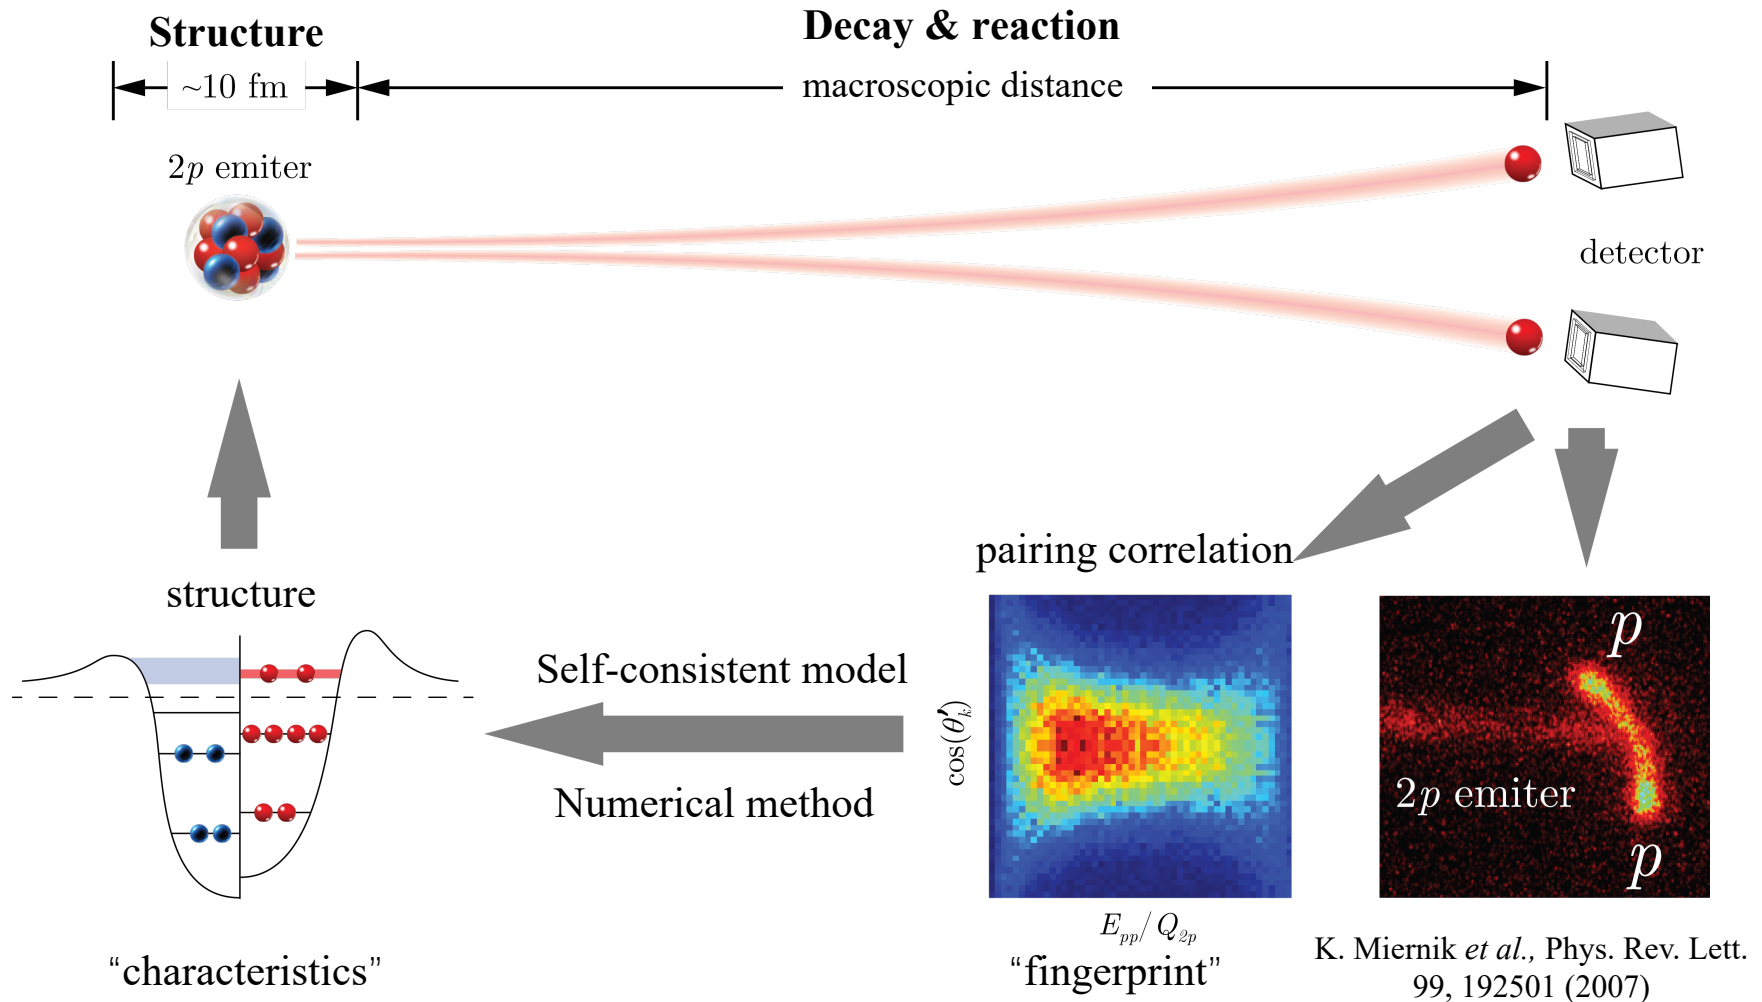 Structure
Decay & reaction
~10 fm
macroscopic distance
2p emiter
detector
pairing correlation
structure
Self-consistent model
Numerical method
cos(θ′k)
p
2p emiter
p
Epp/Q2p
"characteristics"
"fingerprint"
K. Miernik et al., Phys. Rev. Lett.
99, 192501 (2007)